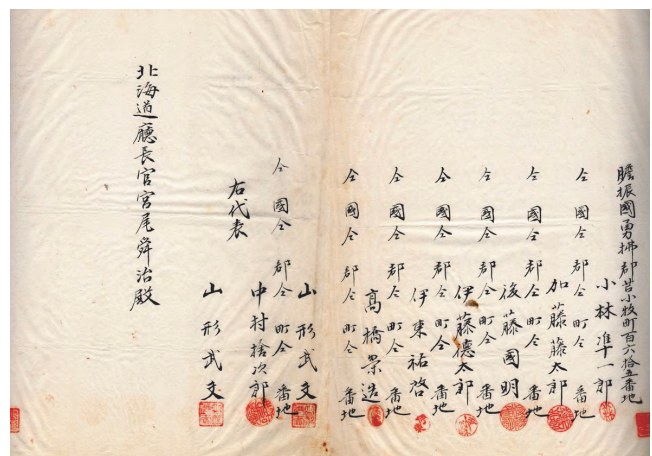 膽振國勇拂郡苫小牧町百六拾五番地
小林准一郎
仝國仝郡仝町仝番地
加藤藤太郎
仝國仝郡仝町仝番地
後藤國明
仝國仝郡仝町仝番地
伊藤德太郎
仝國仝郡仝町仝番地
伊東祐啓
仝國仝郡仝町仝番地
高橋榮造
仝國仝郡仝町仝番地
山形武文
仝國仝郡仝町仝番地
中村捨次郎
右代表
山形武文
北海道廳長官宮尾舜治殿